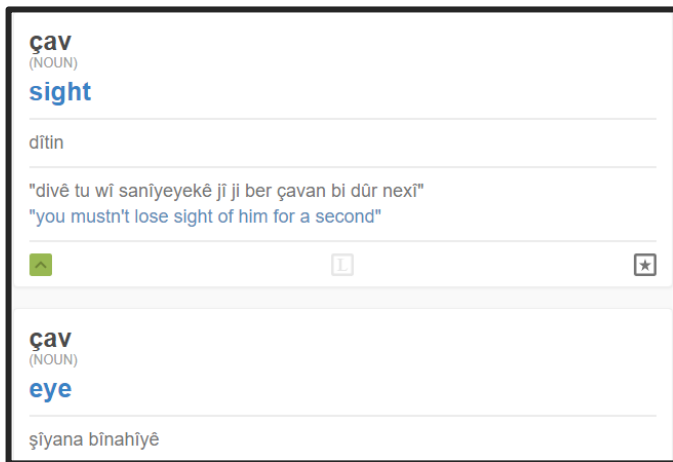 çav
(NOUN)
sight
dîtin
"divê tu wî sanîyeyekê jî ji ber çavan bi dûr nexî"
"you mustn't lose sight of him for a second"
L
çav
(NOUN)
eye
şîyana bînahîyê